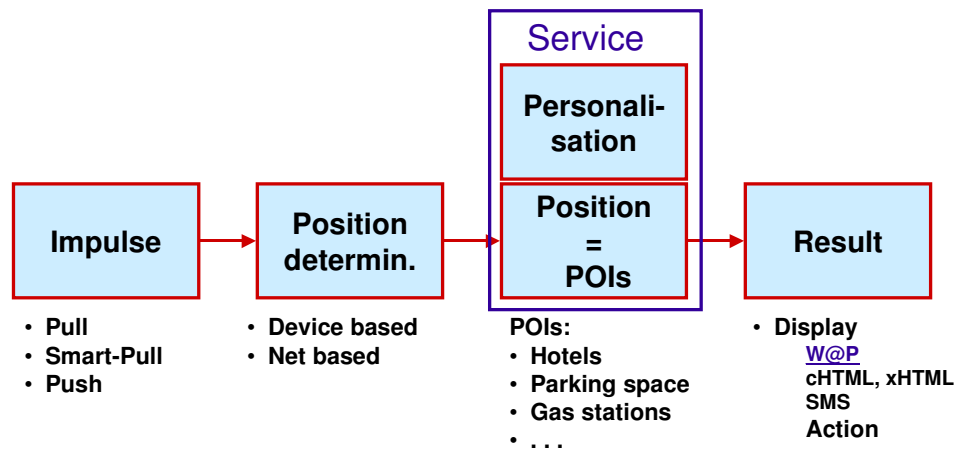 Service
Personali-
sation
Impulse
Position
determin.
Position
=
POIs
Result
• Pull
• Smart-Pull
• Push
• Device based
• Net based
POIs:
• Hotels
• Parking space
• Gas stations
• . . .
• Display
W@P
cHTML, xHTML
SMS
Action